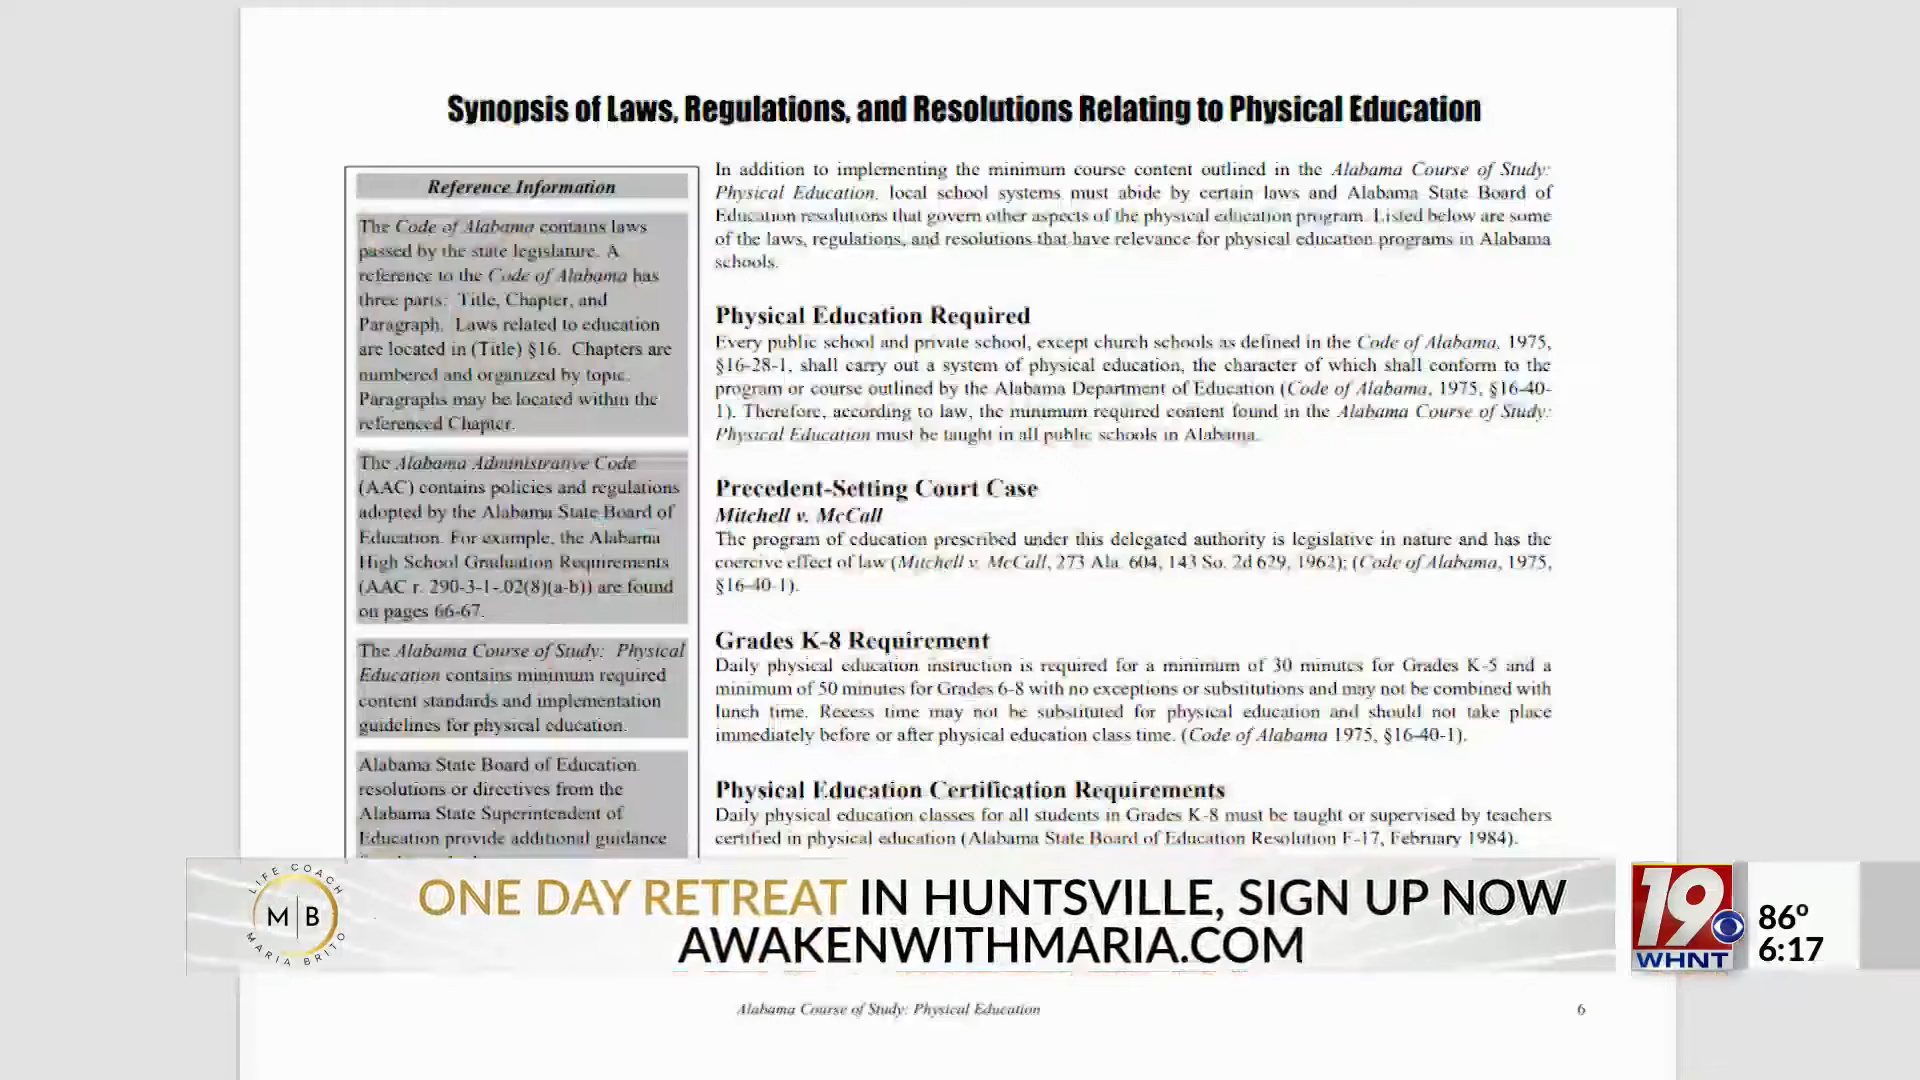 Synopsis of Laws, Regulations, and Resolutions Relating to Physical Education
Reference Information
The Code of Alabama contains laws
passed by the state legislature. A
reference to the Code of Alabama has
three parts: Title, Chapter, and
Paragraph. Laws related to education
are located in (Title) §16. Chapters are
numbered and organized by topic.
Paragraphs may be located within the
referenced Chapter.
The Alabama Administrative Code
(AAC) contains policies and regulations
adopted by the Alabama State Board of
Education. For example, the Alabama
High School Graduation Requirements
(AAC r. 290-3-1-.02(8)(a-b)) are found
on pages 66-67.
The Alabama Course of Study: Physical
Education contains minimum required
content standards and implementation
guidelines for physical education.
Alabama State Board of Education
resolutions or directives from the
Alabama State Superintendent of
Education provide additional guidance
In addition to implementing the minimum course content outlined in the Alabama Course of Study:
Physical Education, local school systems must abide by certain laws and Alabama State Board of
Education resolutions that govern other aspects of the physical education program. Listed below are some
of the laws, regulations, and resolutions that have relevance for physical education programs in Alabama
schools.
Physical Education Required
Every public school and private school, except church schools as defined in the Code of Alabama, 1975,
§16-28-1, shall carry out a system of physical education, the character of which shall conform to the
program or course outlined by the Alabama Department of Education (Code of Alabama, 1975, §16-40-
1). Therefore, according to law, the minimum required content found in the Alabama Course of Study:
Physical Education must be taught in all public schools in Alabama.
Precedent-Setting Court Case
Mitchell v. McCall
The program of education prescribed under this delegated authority is legislative in nature and has the
coercive effect of law (Mitchell v. McCall, 273 Ala. 604, 143 So. 2d 629, 1962); (Code of Alabama, 1975,
§16-40-1).
Grades K-8 Requirement
Daily physical education instruction is required for a minimum of 30 minutes for Grades K-5 and a
minimum of 50 minutes for Grades 6-8 with no exceptions or substitutions and may not be combined with
lunch time. Recess time may not be substituted for physical education and should not take place
immediately before or after physical education class time. (Code of Alabama 1975, §16-40-1).
Physical Education Certification Requirements
Daily physical education classes for all students in Grades K-8 must be taught or supervised by teachers
certified in physical education (Alabama State Board of Education Resolution F-17, February 1984).
LIFE COACH
M B
MARIA BRITO
ONE DAY RETREAT IN HUNTSVILLE, SIGN UP NOW
AWAKENWITHMARIA.COM
19
WHNT
86º
6:17
Alabama Course of Study: Physical Education
6